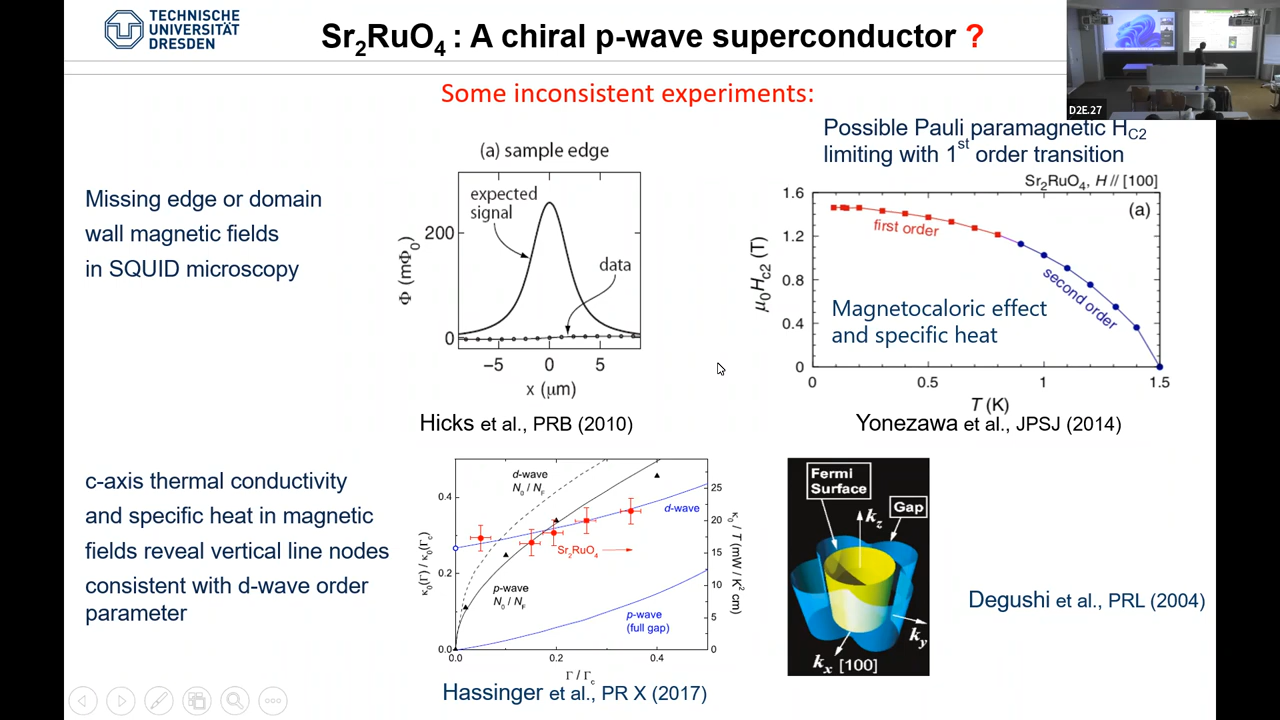 TECHNISCHE
UNIVERSITÄT
DRESDEN
Sr2RuO4 : A chiral p-wave superconductor ?
D2E.27
Some inconsistent experiments:
Missing edge or domain
wall magnetic fields
in SQUID microscopy
(a) sample edge
expected
signal
data
200
0
Φ (mΦ0)
−5 0 5
x (μm)
Hicks et al., PRB (2010)
Possible Pauli paramagnetic HC2
limiting with 1st order transition
Sr2RuO4, H // [100]
(a)
first order
second order
Magnetocaloric effect
and specific heat
μ0Hc2 (T)
1.6
1.2
0.8
0.4
0
0 0.5 1 1.5
T (K)
Yonezawa et al., JPSJ (2014)
c-axis thermal conductivity
and specific heat in magnetic
fields reveal vertical line nodes
consistent with d-wave order
parameter
d-wave
N0 / NF
d-wave
Sr2RuO4
p-wave
N0 / NF
p-wave
(full gap)
κ0(Γ) / κ0(Γc)
0.4
0.2
0
κ0 / T (mW / K2 cm)
25
20
15
10
5
0
0.0 0.2 0.4
Γ / Γc
Hassinger et al., PR X (2017)
Fermi
Surface
Gap
kz
ky
kx [100]
Degushi et al., PRL (2004)